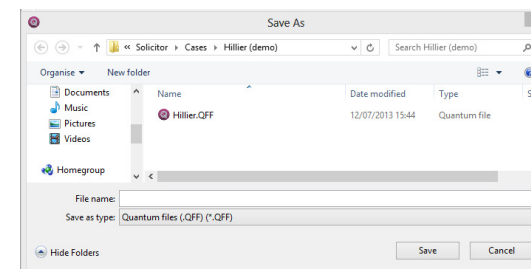 Save As
« Solicitor Cases Hillier (demo) Search Hillier (demo)
Organise New folder
Documents
Music
Pictures
Videos
Homegroup
Name Date modified Type S
Hillier.QFF 12/07/2013 15:44 Quantum file
File name:
Save as type: Quantum files (.QFF) (*.QFF)
Hide Folders Save Cancel